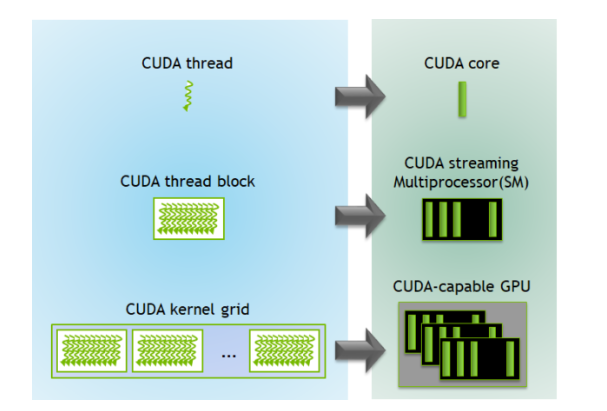 CUDA thread
CUDA core
CUDA thread block
CUDA streaming
Multiprocessor(SM)
CUDA kernel grid
...
CUDA-capable GPU